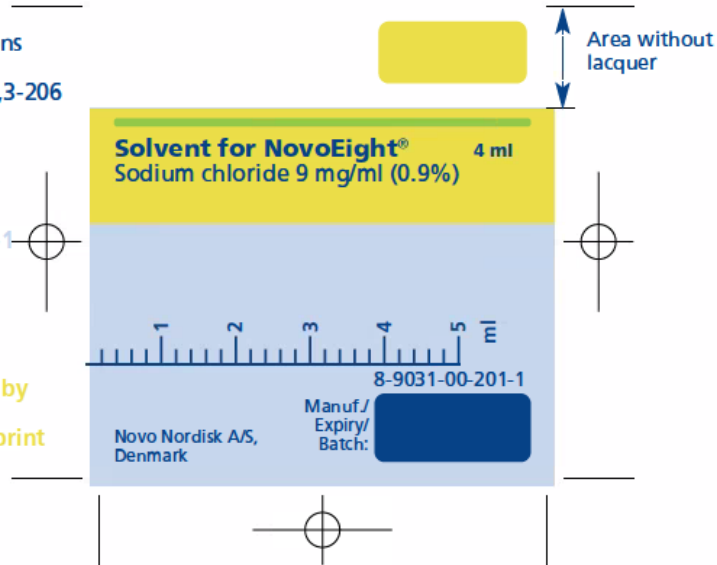 ns
Area without
lacquer
,3-206
Solvent for NovoEight® 4 ml
Sodium chloride 9 mg/ml (0.9%)
1
1 2 3 4 5 ml
8-9031-00-201-1
by
Manuf./
Expiry/
Batch:
print
Novo Nordisk A/S,
Denmark